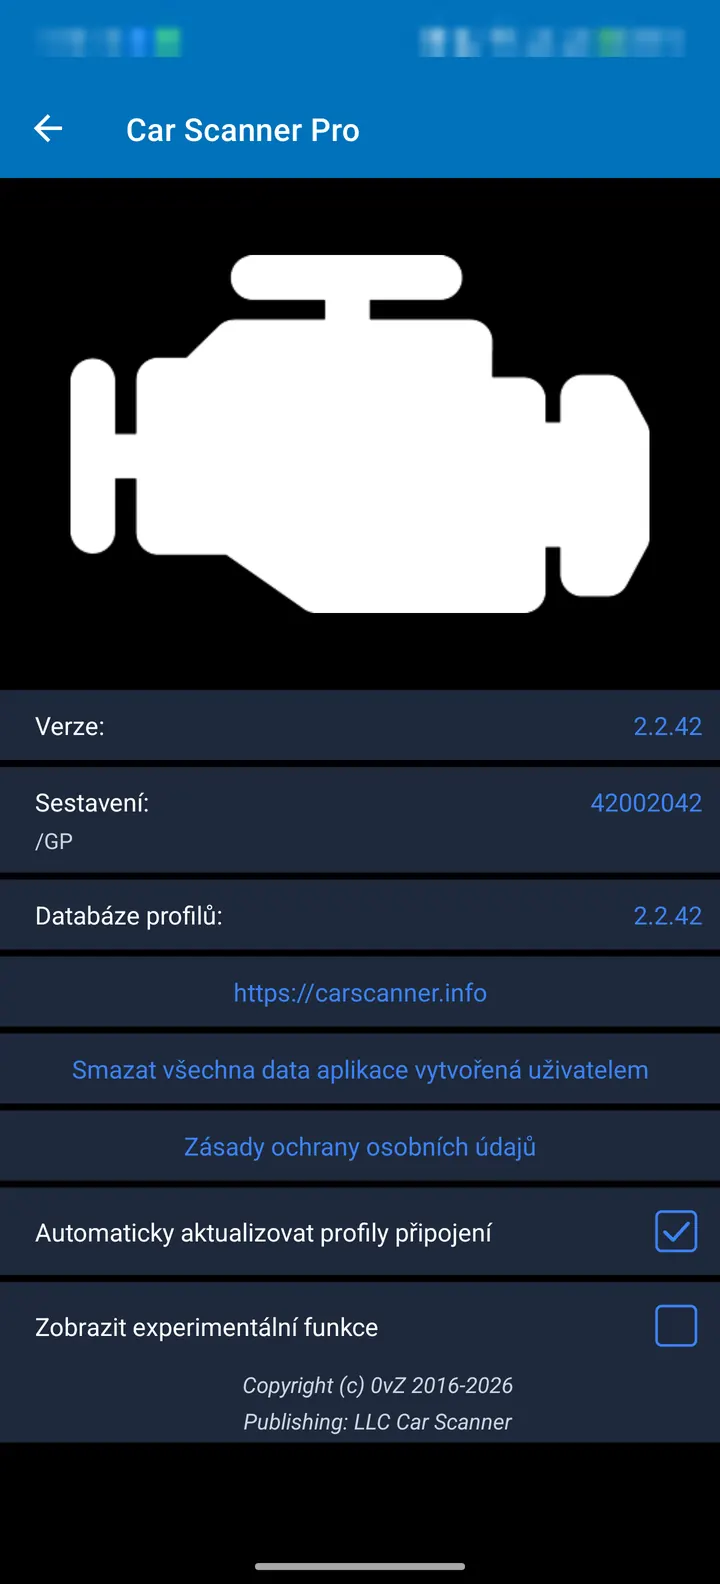 Car Scanner Pro
Verze: 2.2.42
Sestavení: 42002042
/GP
Databáze profilů: 2.2.42
https://carscanner.info
Smazat všechna data aplikace vytvořená uživatelem
Zásady ochrany osobních údajů
Automaticky aktualizovat profily připojení
Zobrazit experimentální funkce
Copyright (c) 0vZ 2016-2026
Publishing: LLC Car Scanner